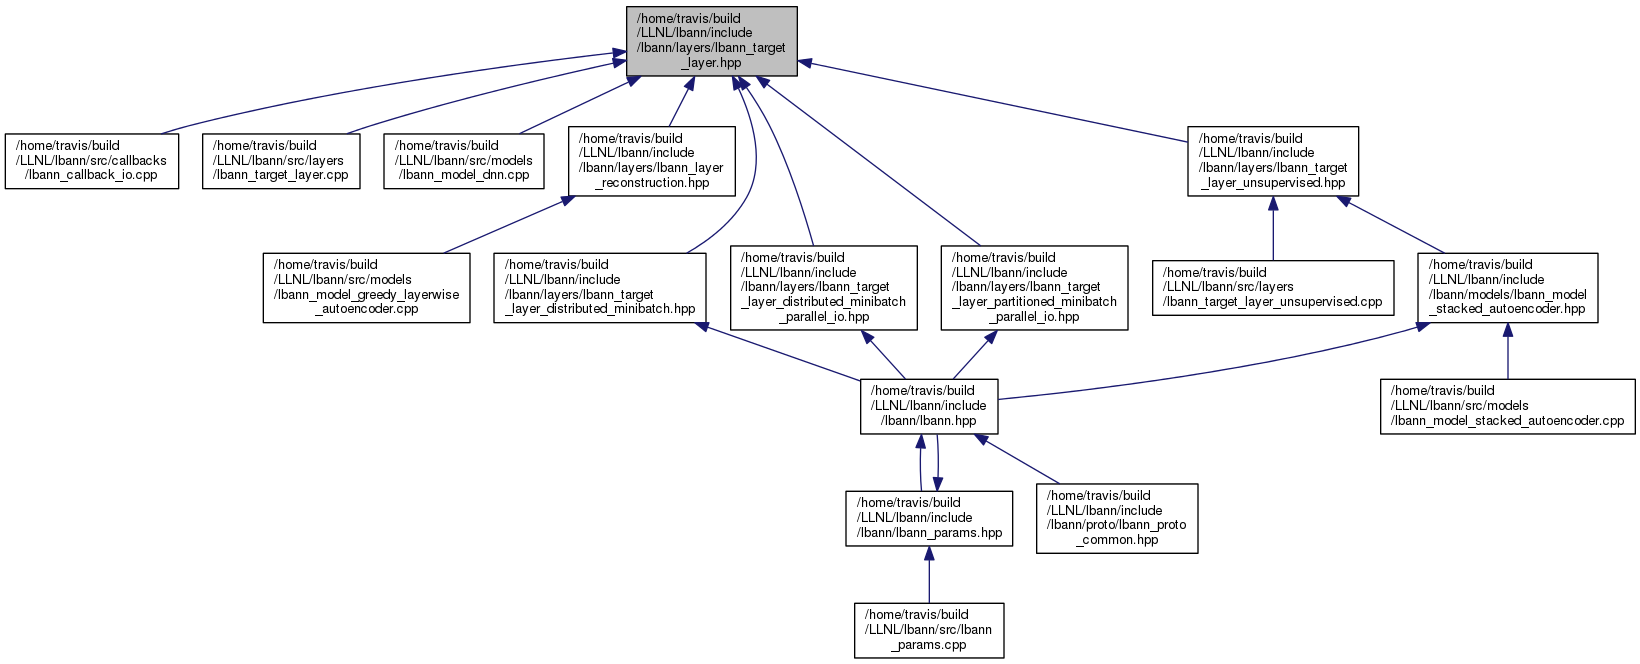 /home/travis/build
/LLNL/lbann/include
/lbann/layers/lbann_target
_layer.hpp
/home/travis/build
/LLNL/lbann/src/callbacks
/lbann_callback_io.cpp
/home/travis/build
/LLNL/lbann/src/layers
/lbann_target_layer.cpp
/home/travis/build
/LLNL/lbann/src/models
/lbann_model_dnn.cpp
/home/travis/build
/LLNL/lbann/include
/lbann/layers/lbann_layer
_reconstruction.hpp
/home/travis/build
/LLNL/lbann/include
/lbann/layers/lbann_target
_layer_unsupervised.hpp
/home/travis/build
/LLNL/lbann/src/models
/lbann_model_greedy_layerwise
_autoencoder.cpp
/home/travis/build
/LLNL/lbann/include
/lbann/layers/lbann_target
_layer_distributed_minibatch.hpp
/home/travis/build
/LLNL/lbann/include
/lbann/layers/lbann_target
_layer_distributed_minibatch
_parallel_io.hpp
/home/travis/build
/LLNL/lbann/include
/lbann/layers/lbann_target
_layer_partitioned_minibatch
_parallel_io.hpp
/home/travis/build
/LLNL/lbann/src/layers
/lbann_target_layer_unsupervised.cpp
/home/travis/build
/LLNL/lbann/include
/lbann/models/lbann_model
_stacked_autoencoder.hpp
/home/travis/build
/LLNL/lbann/include
/lbann/lbann.hpp
/home/travis/build
/LLNL/lbann/src/models
/lbann_model_stacked_autoencoder.cpp
/home/travis/build
/LLNL/lbann/include
/lbann/lbann_params.hpp
/home/travis/build
/LLNL/lbann/include
/lbann/proto/lbann_proto
_common.hpp
/home/travis/build
/LLNL/lbann/src/lbann
_params.cpp